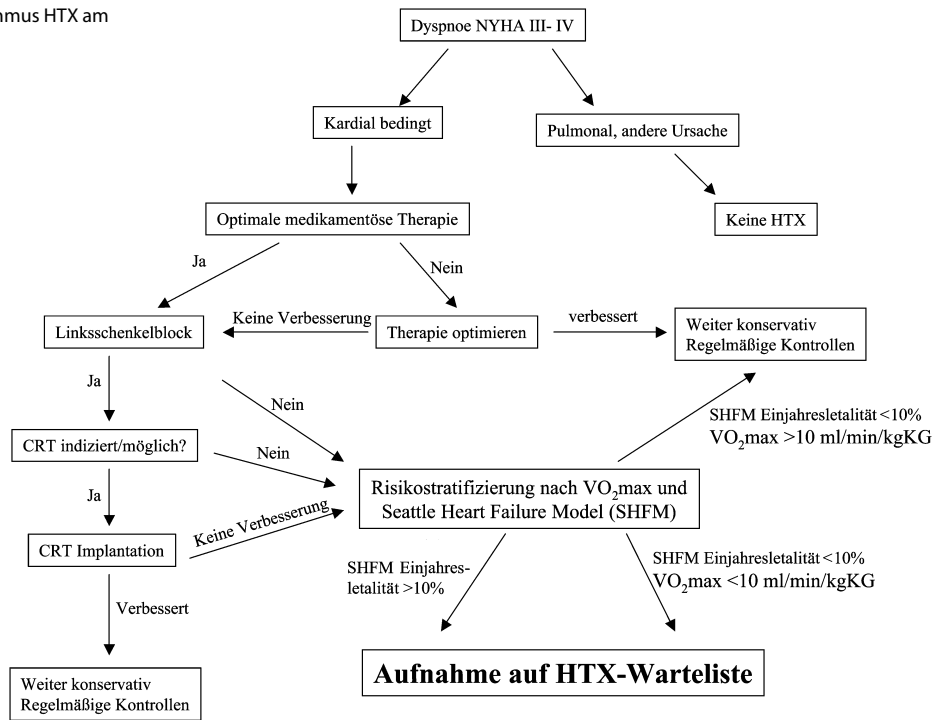 HTX am
Dyspnoe NYHA III- IV
Kardial bedingt
Pulmonal, andere Ursache
Optimale medikamentöse Therapie
Keine HTX
Ja
Nein
Linksschenkelblock
Keine Verbesserung
Therapie optimieren
verbessert
Weiter konservativ
Regelmäßige Kontrollen
Ja
Nein
SHFM Einjahresletalität <10%
VO₂max >10 ml/min/kgKG
CRT indiziert/möglich?
Nein
Risikostratifizierung nach VO₂max und
Seattle Heart Failure Model (SHFM)
Ja
Keine Verbesserung
CRT Implantation
SHFM Einjahres-
letalität >10%
SHFM Einjahresletalität <10%
VO₂max <10 ml/min/kgKG
Verbessert
Aufnahme auf HTX-Warteliste
Weiter konservativ
Regelmäßige Kontrollen